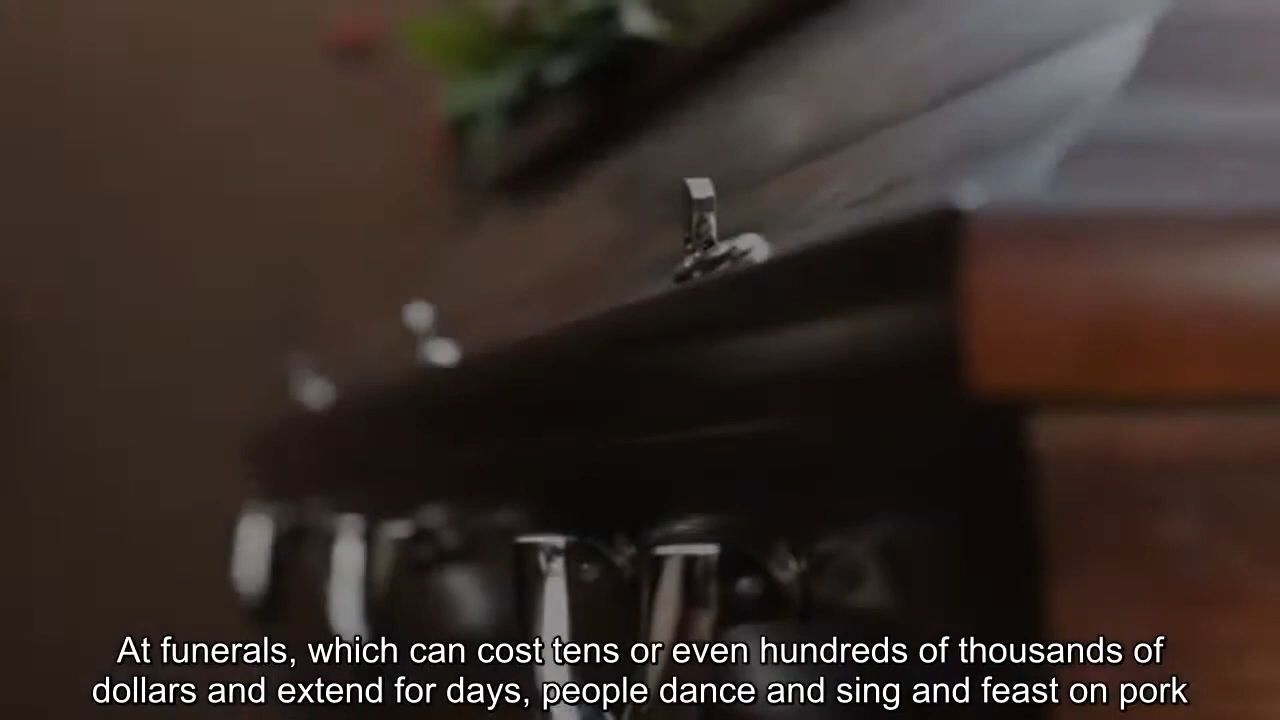 At funerals, which can cost tens or even hundreds of thousands of
dollars and extend for days, people dance and sing and feast on pork